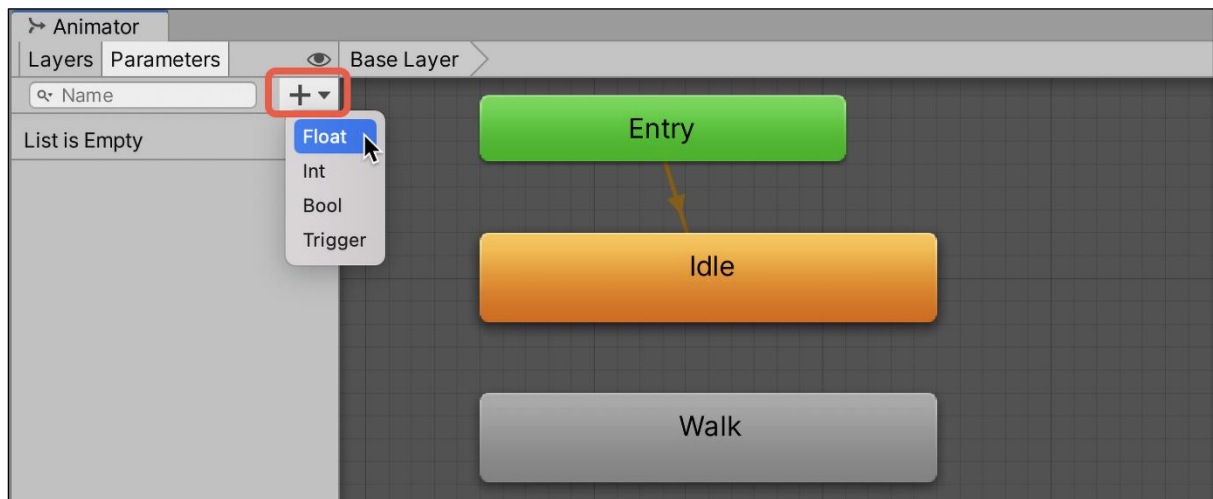 Animator
Layers Parameters Base Layer
Name
List is Empty
Float
Int
Bool
Trigger
Entry
Idle
Walk